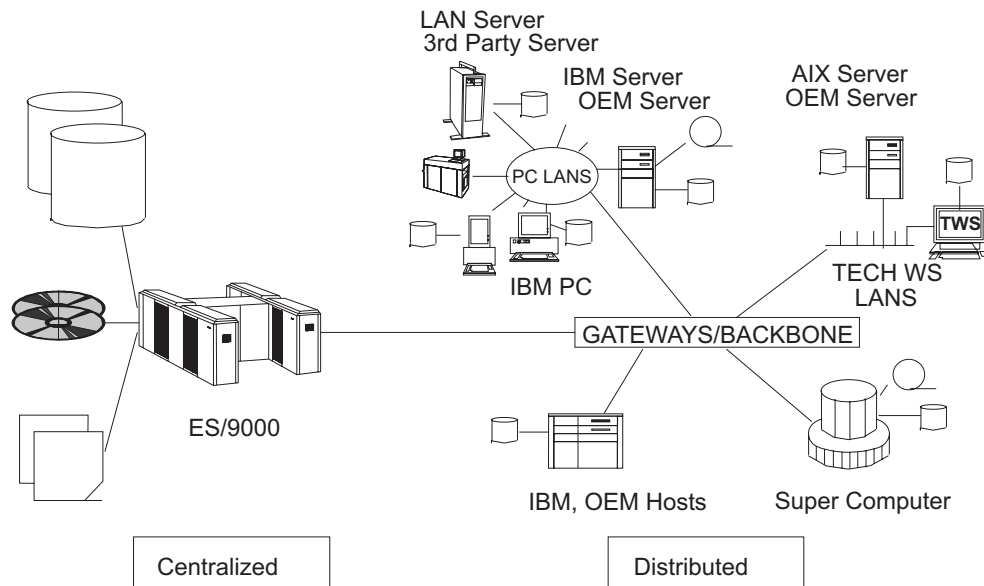 LAN Server
3rd Party Server
IBM Server
OEM Server
AIX Server
OEM Server
PC LANS
TWS
IBM PC
TECH WS
LANS
GATEWAYS/BACKBONE
ES/9000
IBM, OEM Hosts
Super Computer
Centralized
Distributed